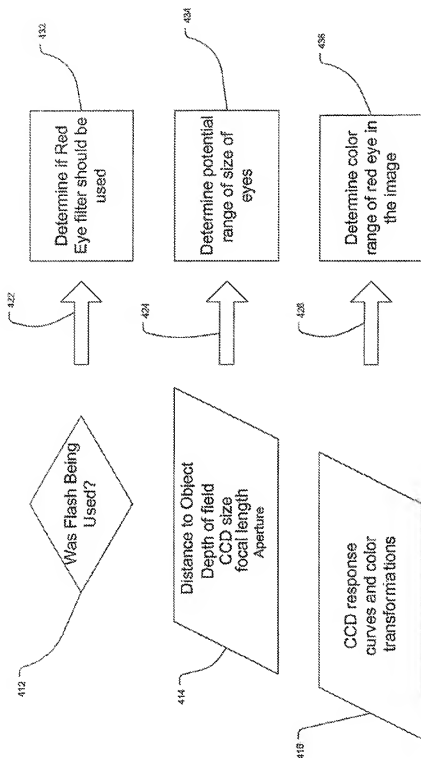 Was Flash Being
Used?
412
422
Determine if Red
Eye filter should be
used
432
Distance to Object
Depth of field
CCD size
focal length
Aperture
414
424
Determine potential
range of size of
eyes
434
CCD response
curves and color
transformations
418
426
Determine color
range of red eye in
the image
436